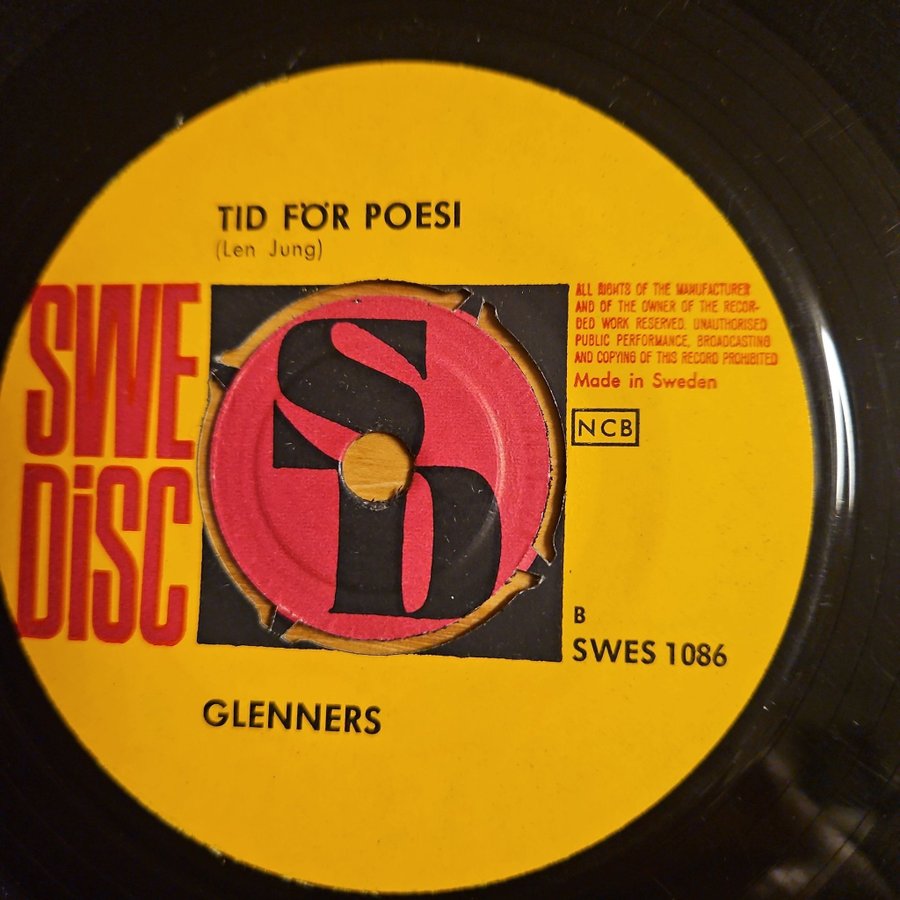 TID FÖR POESI
(Len Jung)
SWE
DiSC
SD
ALL RIGHTS OF THE MANUFACTURER
AND OF THE OWNER OF THE RECOR-
DED WORK RESERVED. UNAUTHORISED
PUBLIC PERFORMANCE, BROADCASTING
AND COPYING OF THIS RECORD PROHIBITED
Made in Sweden
NCB
B
SWES 1086
GLENNERS